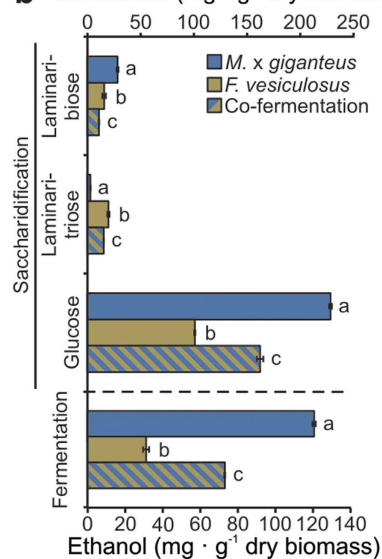 0 50 100 150 200 250
M. x giganteus
F. vesiculosus
Co-fermentation
Saccharidification
Laminari-
biose
a
b
c
Laminari-
triose
a
b
c
Glucose
a
b
c
Fermentation
a
b
c
0 20 40 60 80 100 120 140
Ethanol (mg · g⁻¹ dry biomass)